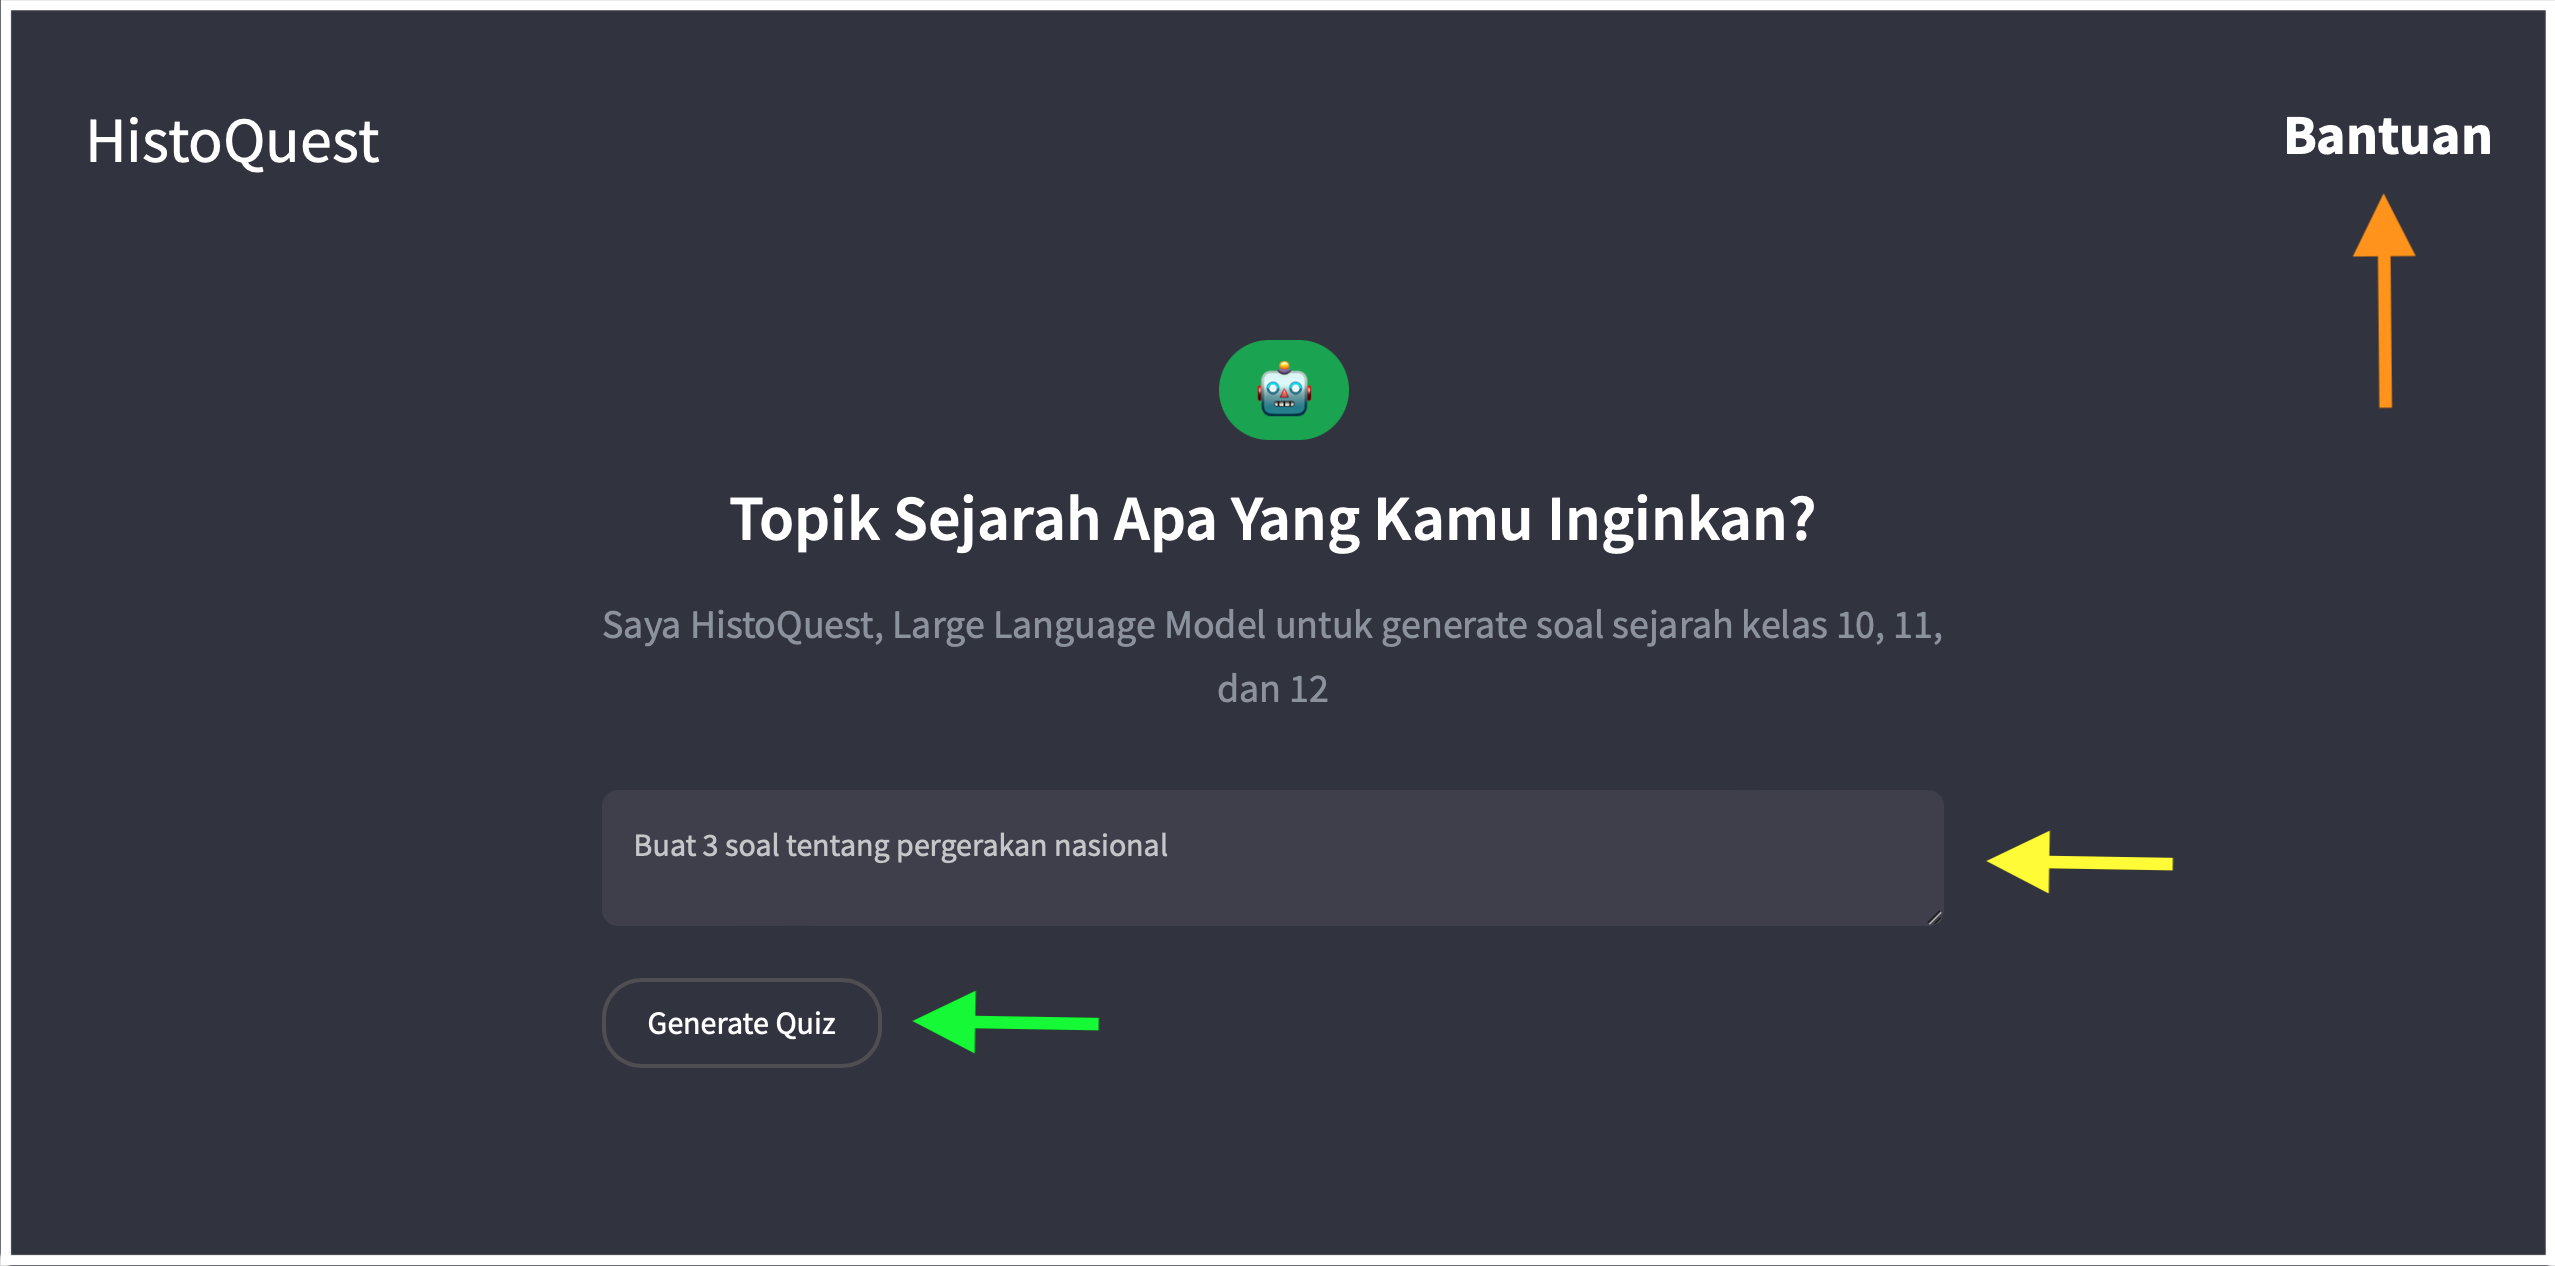 HistoQuest
Bantuan
Topik Sejarah Apa Yang Kamu Inginkan?
Saya HistoQuest, Large Language Model untuk generate soal sejarah kelas 10, 11,
dan 12
Buat 3 soal tentang pergerakan nasional
Generate Quiz